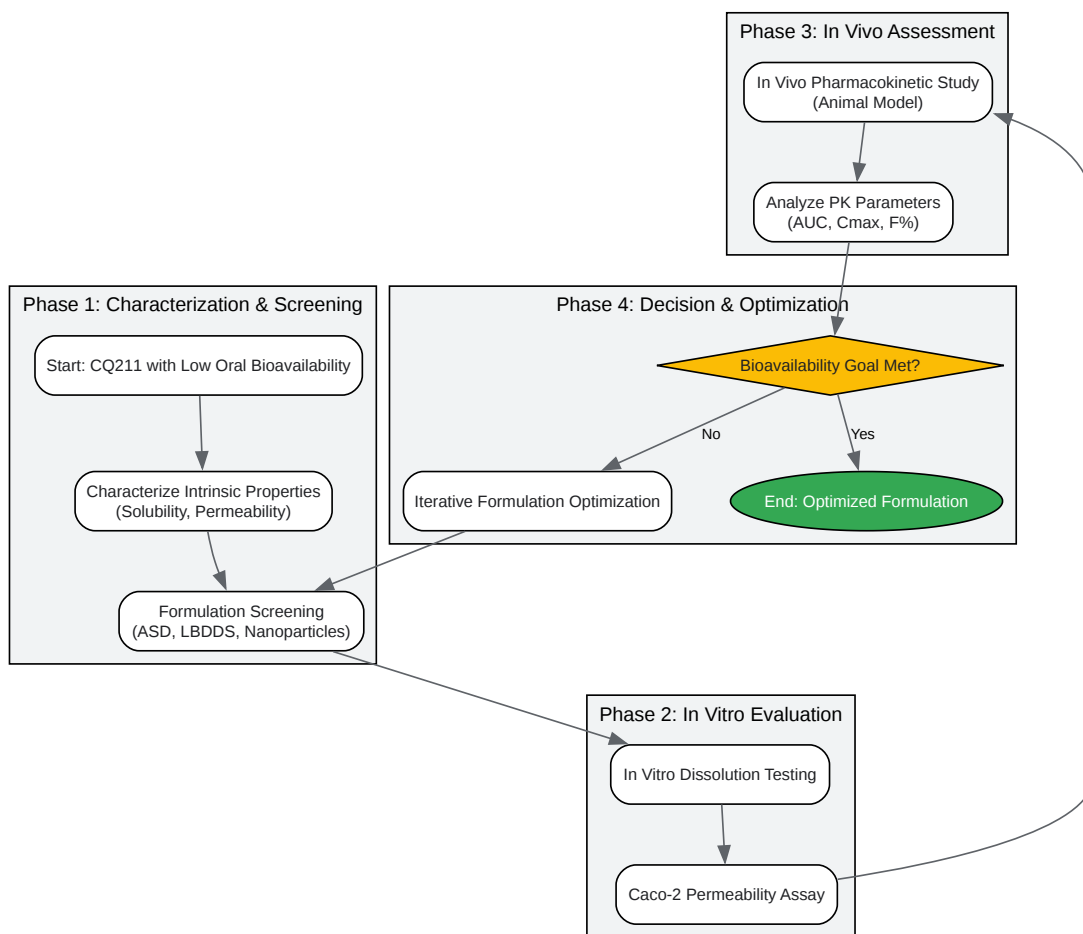 Phase 3: In Vivo Assessment
In Vivo Pharmacokinetic Study
(Animal Model)
Analyze PK Parameters
(AUC, Cmax, F%)
Phase 1: Characterization & Screening
Start: CQ211 with Low Oral Bioavailability
Characterize Intrinsic Properties
(Solubility, Permeability)
Formulation Screening
(ASD, LBDDS, Nanoparticles)
Phase 4: Decision & Optimization
Bioavailability Goal Met?
No
Yes
Iterative Formulation Optimization
End: Optimized Formulation
Phase 2: In Vitro Evaluation
In Vitro Dissolution Testing
Caco-2 Permeability Assay